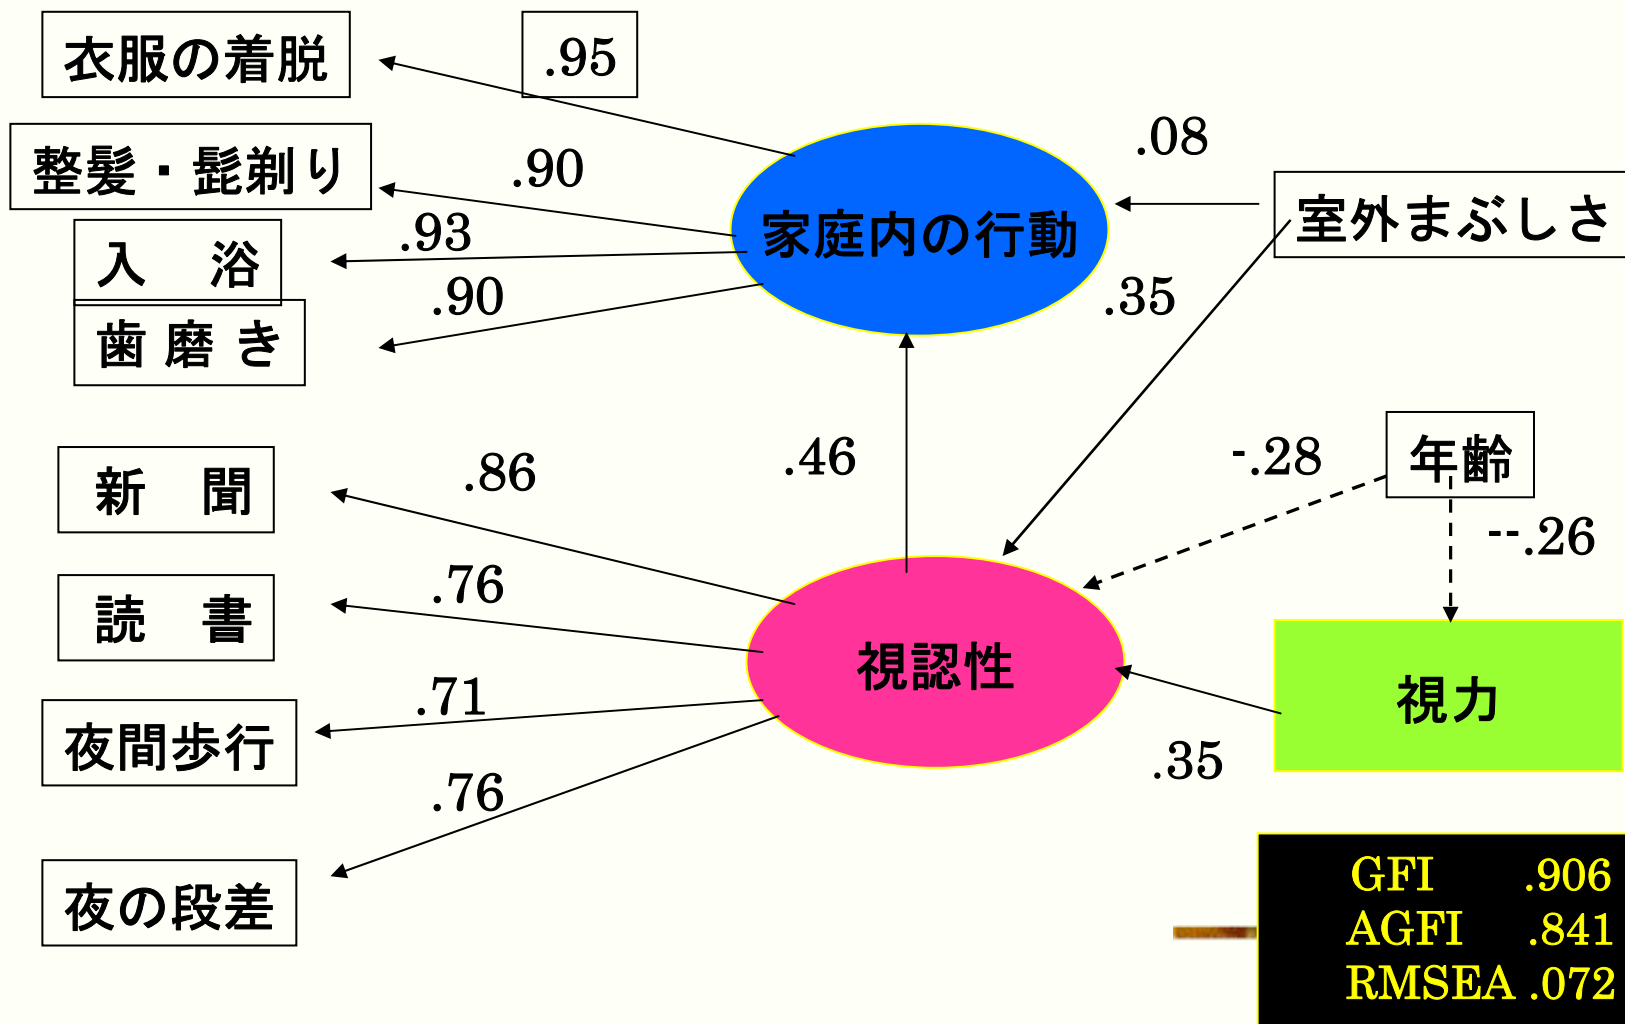 衣服の着脱
.95
.08
整髪・髭剃り
.90
室外まぶしさ
.93
家庭内の行動
入 浴
.90
.35
歯 磨 き
新 聞
.86
.46
-.28
年齢
--.26
読 書
.76
視認性
視力
.71
夜間歩行
.35
.76
夜の段差
GFI .906
AGFI .841
RMSEA .072